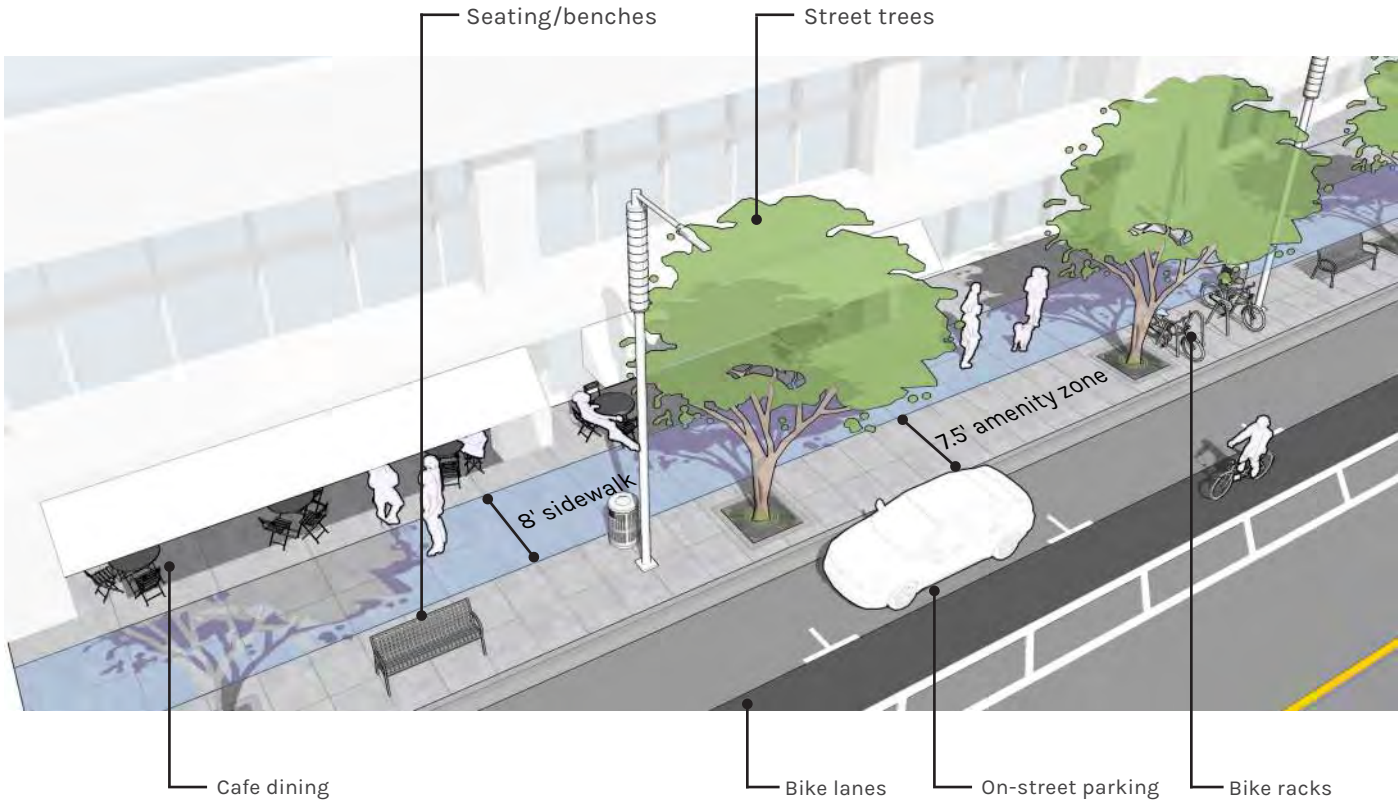 Seating/benches
Street trees
7.5' amenity zone
8' sidewalk
Cafe dining
Bike lanes
On-street parking
Bike racks